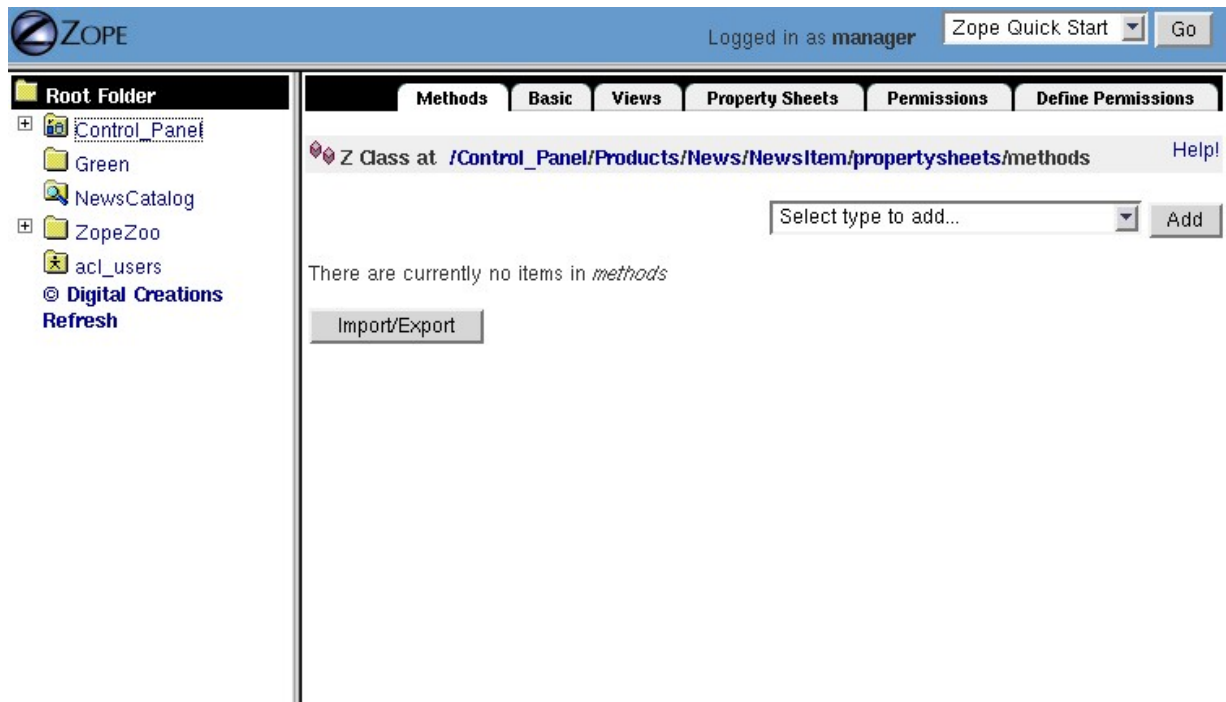 ZOPE
Logged in as manager
Zope Quick Start
Go
Root Folder
Control_Panel
Green
NewsCatalog
ZopeZoo
acl_users
© Digital Creations
Refresh
Methods Basic Views Property Sheets Permissions Define Permissions
Z Class at /Control_Panel/Products/News/NewsItem/propertysheets/methods Help!
Select type to add... Add
There are currently no items in methods
Import/Export